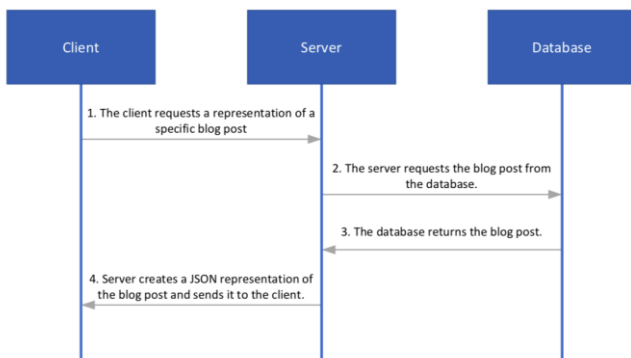 Client
Server
Database
1. The client requests a representation of a
specific blog post
2. The server requests the blog post from
the database.
3. The database returns the blog post.
4. Server creates a JSON representation of
the blog post and sends it to the client.